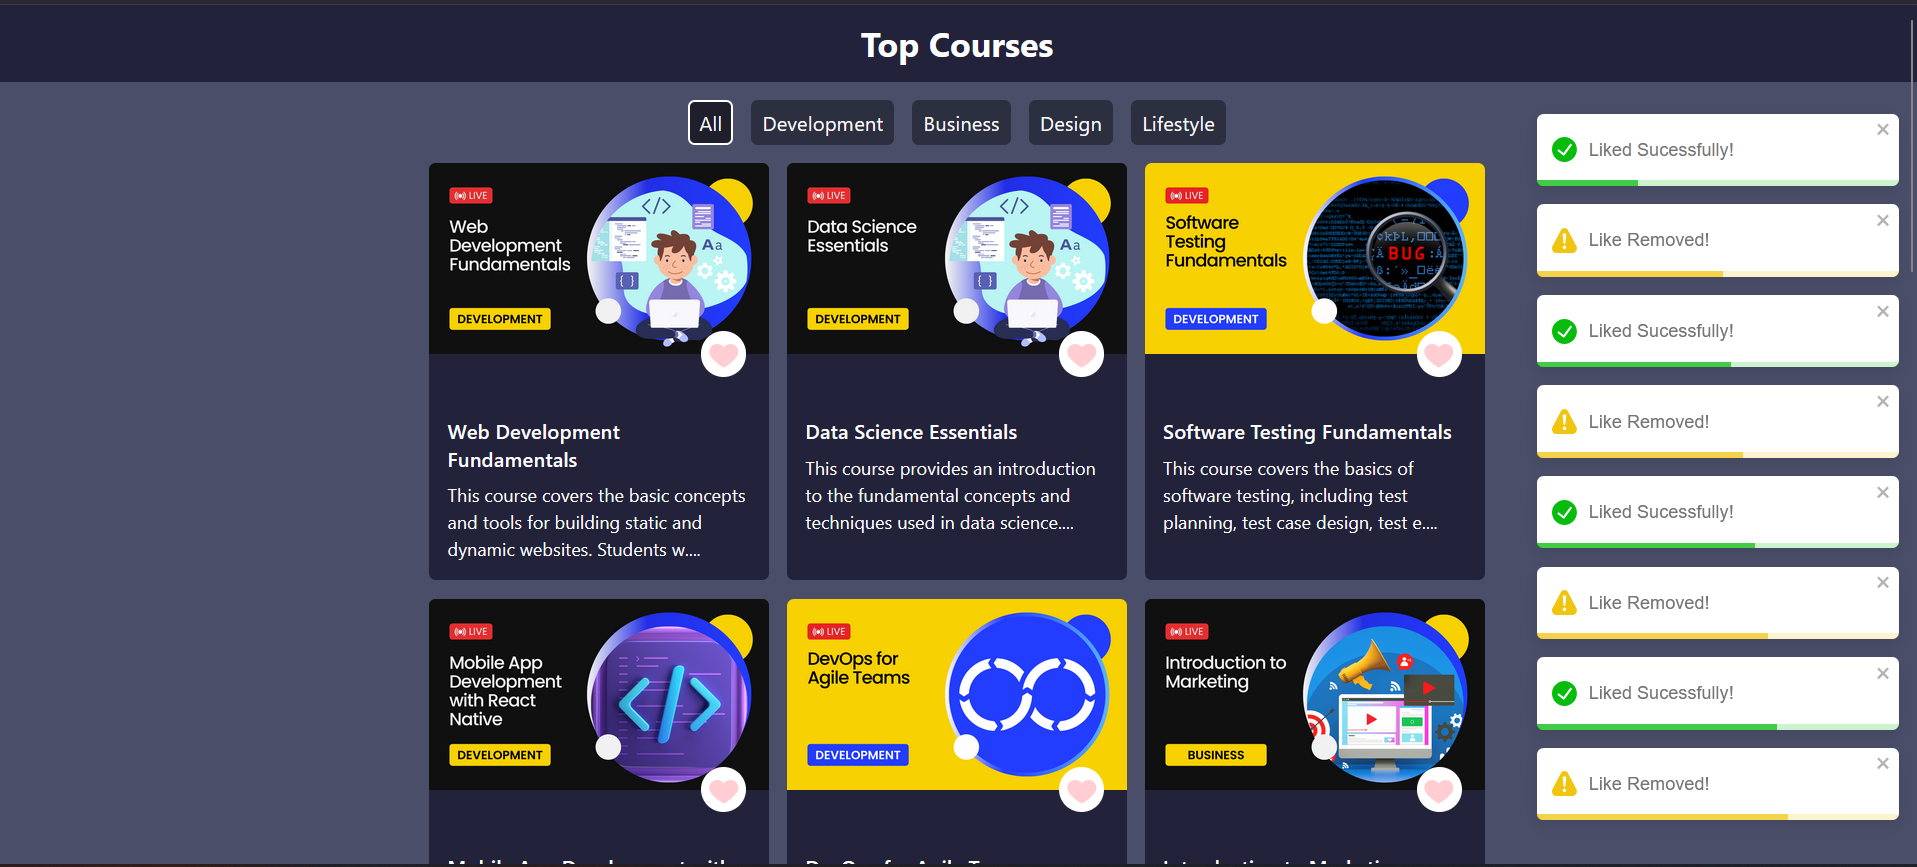 Top Courses
All
Development
Business
Design
Lifestyle
LIVE
Web
Development
Fundamentals
DEVELOPMENT
Aa
</>
{ }
Web Development
Fundamentals
This course covers the basic concepts
and tools for building static and
dynamic websites. Students w....
LIVE
Data Science
Essentials
DEVELOPMENT
Aa
</>
{ }
Data Science Essentials
This course provides an introduction
to the fundamental concepts and
techniques used in data science....
LIVE
Software
Testing
Fundamentals
DEVELOPMENT
BUG
Software Testing Fundamentals
This course covers the basics of
software testing, including test
planning, test case design, test e....
LIVE
Mobile App
Development
with React
Native
DEVELOPMENT
</>
LIVE
DevOps for
Agile Teams
DEVELOPMENT
LIVE
Introduction to
Marketing
BUSINESS
Liked Sucessfully!
Like Removed!
Liked Sucessfully!
Like Removed!
Liked Sucessfully!
Like Removed!
Liked Sucessfully!
Like Removed!